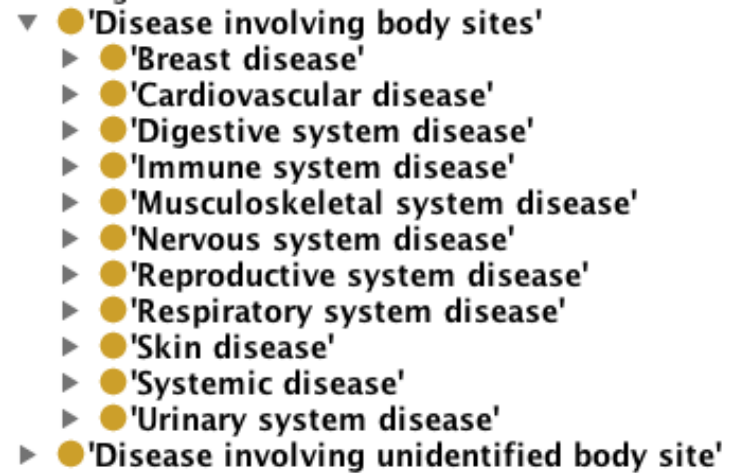 'Disease involving body sites'
'Breast disease'
'Cardiovascular disease'
'Digestive system disease'
'Immune system disease'
'Musculoskeletal system disease'
'Nervous system disease'
'Reproductive system disease'
'Respiratory system disease'
'Skin disease'
'Systemic disease'
'Urinary system disease'
'Disease involving unidentified body site'